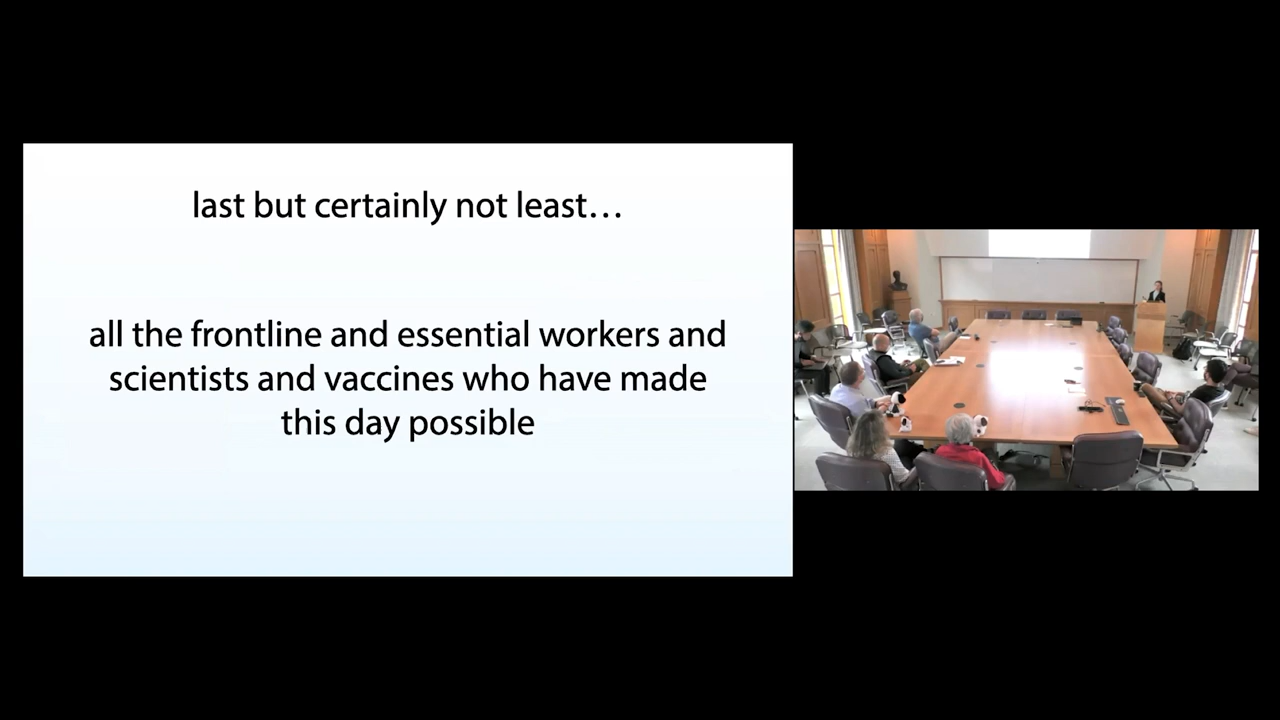 last but certainly not least…
all the frontline and essential workers and
scientists and vaccines who have made
this day possible